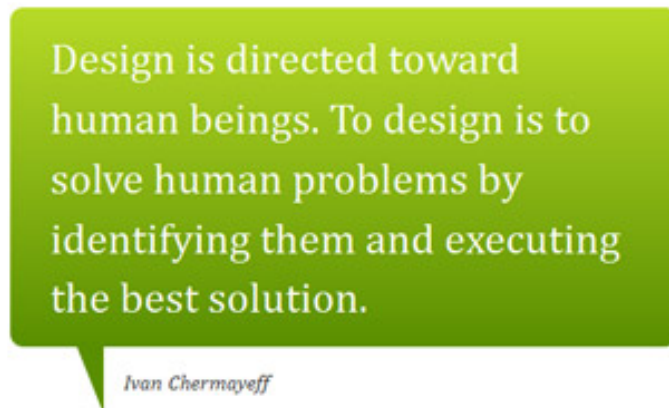 Design is directed toward
human beings. To design is to
solve human problems by
identifying them and executing
the best solution.
Ivan Chermayeff